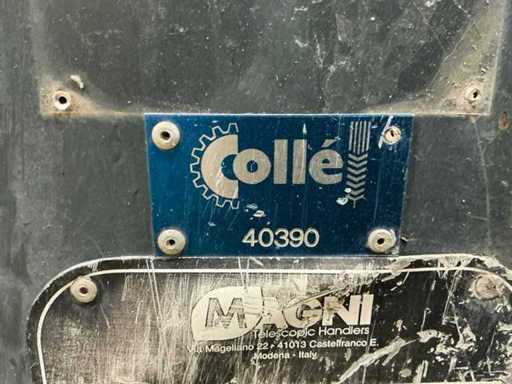 Collé
40390
MAGNI
Telescopic Handlers
Via Magellano 22 - 41013 Castelfranco E.
Modena - Italy